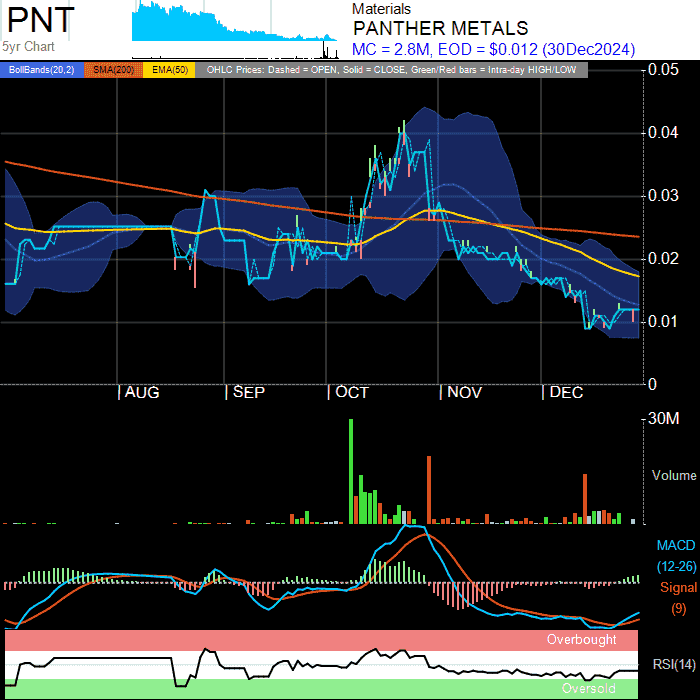 PNT
5yr Chart
Materials
PANTHER METALS
MC = 2.8M, EOD = $0.012 (30Dec2024)
BollBands(20,2) SMA(200) EMA(50) OHLC Prices: Dashed = OPEN, Solid = CLOSE, Green/Red bars = Intra-day HIGH/LOW
0.05
0.04
0.03
0.02
0.01
0
AUG SEP OCT NOV DEC
30M
Volume
MACD
(12-26)
Signal
(9)
Overbought
RSI(14)
Oversold